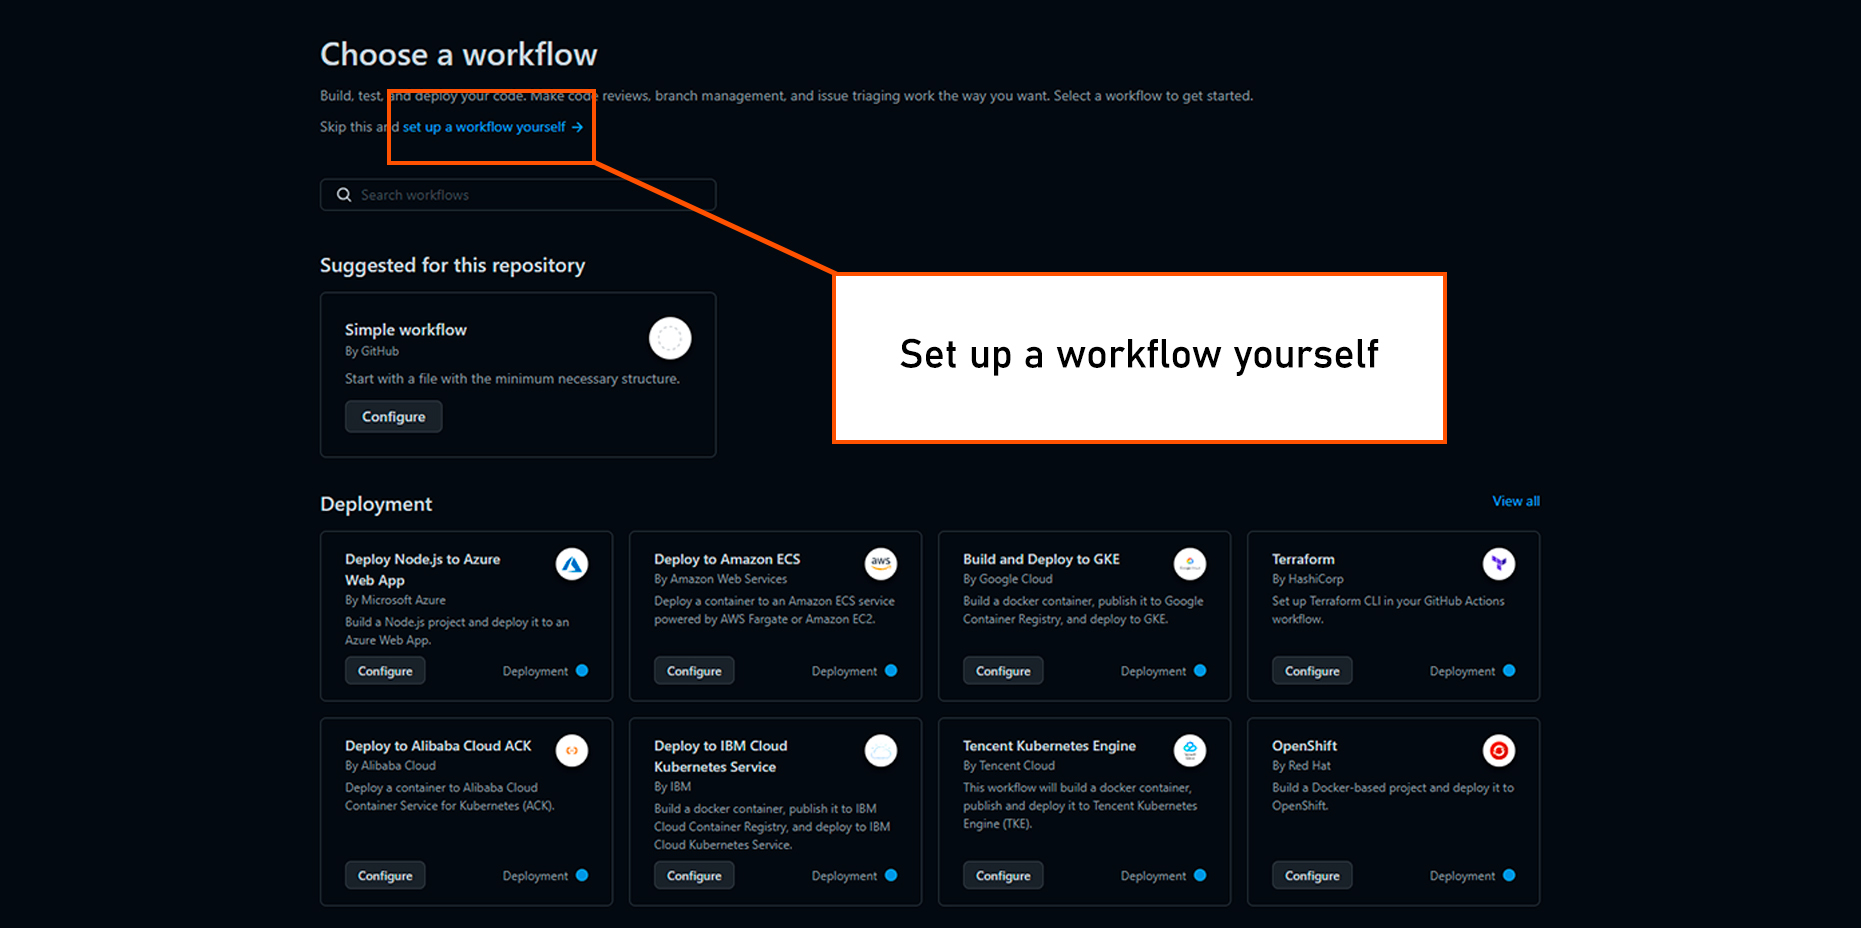 Choose a workflow
Build, test, and deploy your code. Make code reviews, branch management, and issue triaging work the way you want. Select a workflow to get started.
Skip this and set up a workflow yourself →
Search workflows
Set up a workflow yourself
Suggested for this repository
Simple workflow
By GitHub
Start with a file with the minimum necessary structure.
Configure
Deployment
View all
Deploy Node.js to Azure
Web App
By Microsoft Azure
Build a Node.js project and deploy it to an
Azure Web App.
Configure
Deployment
Deploy to Amazon ECS
By Amazon Web Services
Deploy a container to an Amazon ECS service
powered by AWS Fargate or Amazon EC2.
Configure
Deployment
aws
Build and Deploy to GKE
By Google Cloud
Build a docker container, publish it to Google
Container Registry, and deploy to GKE.
Configure
Deployment
Terraform
By HashiCorp
Set up Terraform CLI in your GitHub Actions
workflow.
Configure
Deployment
Deploy to Alibaba Cloud ACK
By Alibaba Cloud
Deploy a container to Alibaba Cloud
Container Service for Kubernetes (ACK).
Configure
Deployment
Deploy to IBM Cloud
Kubernetes Service
By IBM
Build a docker container, publish it to IBM
Cloud Container Registry, and deploy to IBM
Cloud Kubernetes Service.
Configure
Deployment
Tencent Kubernetes Engine
By Tencent Cloud
This workflow will build a docker container,
publish and deploy it to Tencent Kubernetes
Engine (TKE).
Configure
Deployment
OpenShift
By Red Hat
Build a Docker-based project and deploy it to
OpenShift.
Configure
Deployment